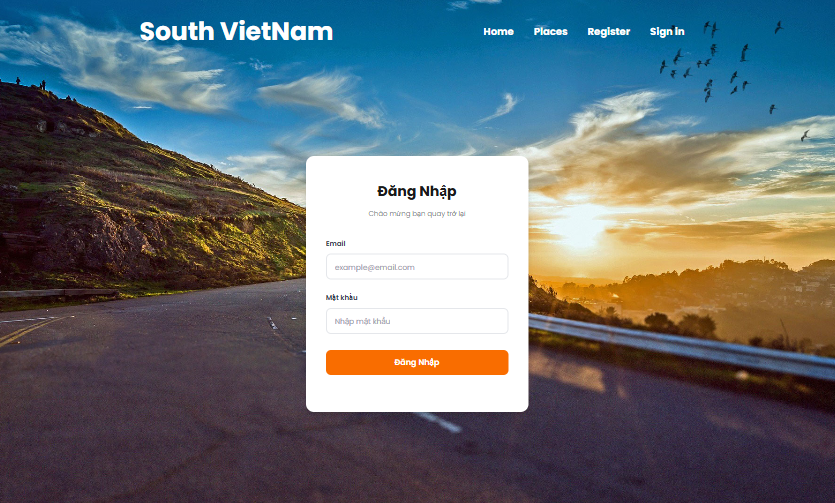 South VietNam
Home Places Register Sign in
Đăng Nhập
Chào mừng bạn quay trở lại
Email
example@email.com
Mật khẩu
Nhập mật khẩu
Đăng Nhập